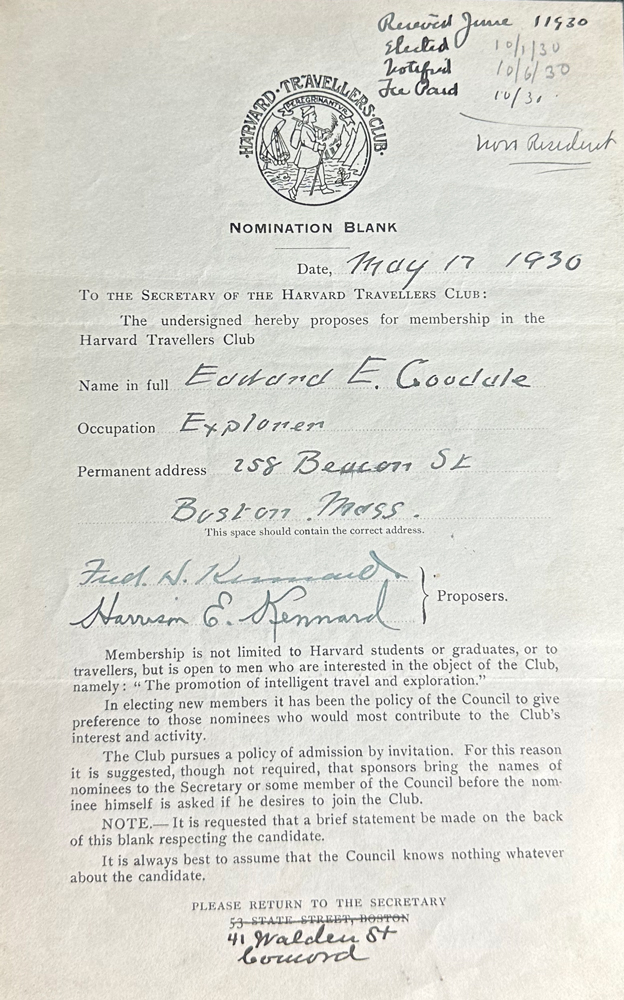 Received June 11930
Elected 10/1/30
Notified 10/6/30
Fee Paid 10/30
Non Resident
·HARVARD·TRAVELLERS·CLUB·
PEREGRINANTVR
NOMINATION BLANK
Date, May 17 1930
TO THE SECRETARY OF THE HARVARD TRAVELLERS CLUB:
The undersigned hereby proposes for membership in the
Harvard Travellers Club
Name in full Edward E. Goodale
Occupation Explorer
Permanent address 258 Beacon St
Boston. Mass.
This space should contain the correct address.
Fred. H. Kennard
Harrison E. Kennard
} Proposers.
Membership is not limited to Harvard students or graduates, or to
travellers, but is open to men who are interested in the object of the Club,
namely: “The promotion of intelligent travel and exploration.”
In electing new members it has been the policy of the Council to give
preference to those nominees who would most contribute to the Club's
interest and activity.
The Club pursues a policy of admission by invitation. For this reason
it is suggested, though not required, that sponsors bring the names of
nominees to the Secretary or some member of the Council before the nom-
inee himself is asked if he desires to join the Club.
NOTE.— It is requested that a brief statement be made on the back
of this blank respecting the candidate.
It is always best to assume that the Council knows nothing whatever
about the candidate.
PLEASE RETURN TO THE SECRETARY
53 STATE STREET, BOSTON
41 Walden St
Concord